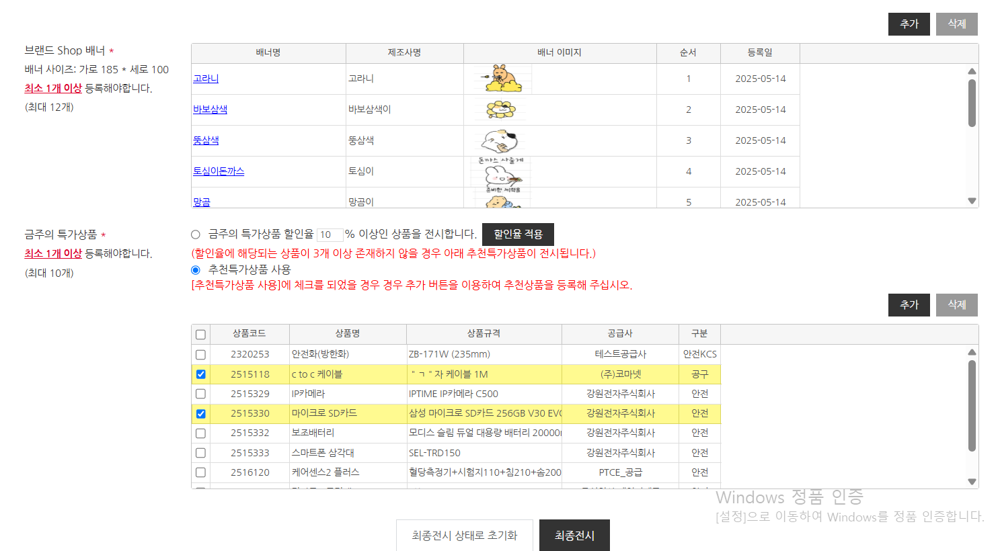 추가 삭제
브랜드 Shop 배너 *
배너 사이즈: 가로 185 * 세로 100
최소 1개 이상 등록해야합니다.
(최대 12개)
배너명 제조사명 배너 이미지 순서 등록일
고라니 고라니 1 2025-05-14
바보삼색 바보삼색이 2 2025-05-14
뚱삼색 뚱삼색 3 2025-05-14
돈까스 사줄게
토심이돈까스 토심이 4 2025-05-14
망곰 망곰이 5 2025-05-14
금주의 특가상품 *
최소 1개 이상 등록해야합니다.
(최대 10개)
금주의 특가상품 할인율 10 % 이상인 상품을 전시합니다. 할인율 적용
(할인율에 해당되는 상품이 3개 이상 존재하지 않을 경우 아래 추천특가상품이 전시됩니다.)
추천특가상품 사용
[추천특가상품 사용]에 체크를 되었을 경우 경우 추가 버튼을 이용하여 추천상품을 등록해 주십시오.
추가 삭제
상품코드 상품명 상품규격 공급사 구분
2320253 안전화(방한화) ZB-171W (235mm) 테스트공급사 안전KCS
2515118 c to c 케이블 " ㄱ " 자 케이블 1M (주)코마넷 공구
2515329 IP카메라 IPTIME IP카메라 C500 강원전자주식회사 안전
2515330 마이크로 SD카드 삼성 마이크로 SD카드 256GB V30 EVO 강원전자주식회사 안전
2515332 보조배터리 모디스 슬림 듀얼 대용량 배터리 20000m 강원전자주식회사 안전
2515333 스마트폰 삼각대 SEL-TRD150 강원전자주식회사 안전
2516120 케어센스2 플러스 혈당측정기+시험지110+침210+솜200 PTCE_공급 안전
Windows 정품 인증
[설정]으로 이동하여 Windows를 정품 인증합니다.
최종전시 상태로 초기화 최종전시